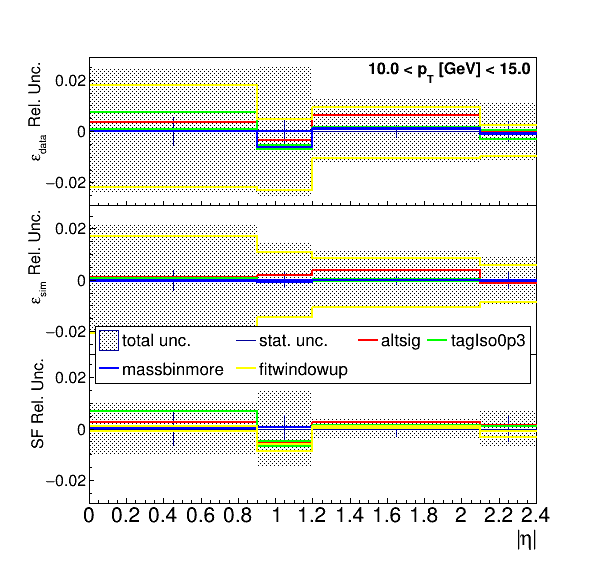 10.0 < p_T [GeV] < 15.0
ε_data Rel. Unc.
0.02
0
−0.02
ε_sim Rel. Unc.
0.02
0
−0.02
total unc. stat. unc. altsig tagIso0p3
massbinmore fitwindowup
SF Rel. Unc.
0.02
0
−0.02
0 0.2 0.4 0.6 0.8 1 1.2 1.4 1.6 1.8 2 2.2 2.4
|η|